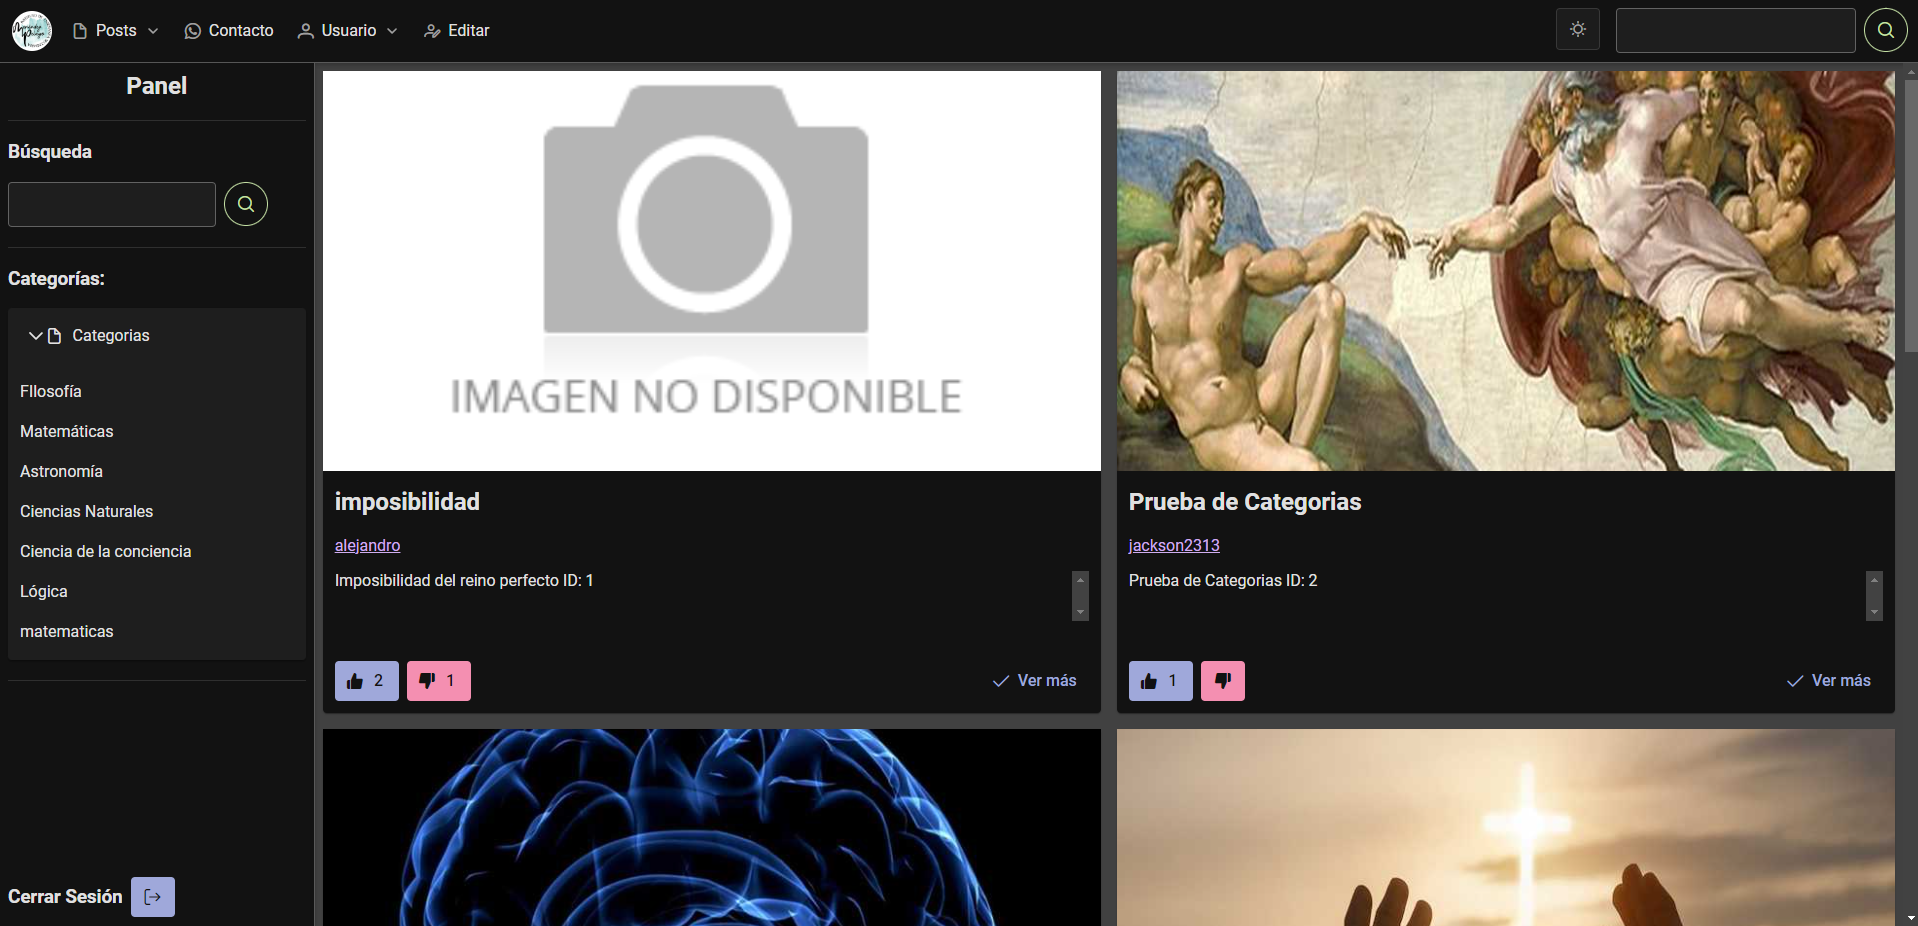 Posts
Contacto
Usuario
Editar
Panel
Búsqueda
Categorías:
Categorias
FIlosofía
Matemáticas
Astronomía
Ciencias Naturales
Ciencia de la conciencia
Lógica
matematicas
Cerrar Sesión
IMAGEN NO DISPONIBLE
imposibilidad
alejandro
Imposibilidad del reino perfecto ID: 1
2
1
Ver más
Prueba de Categorias
jackson2313
Prueba de Categorias ID: 2
1
Ver más